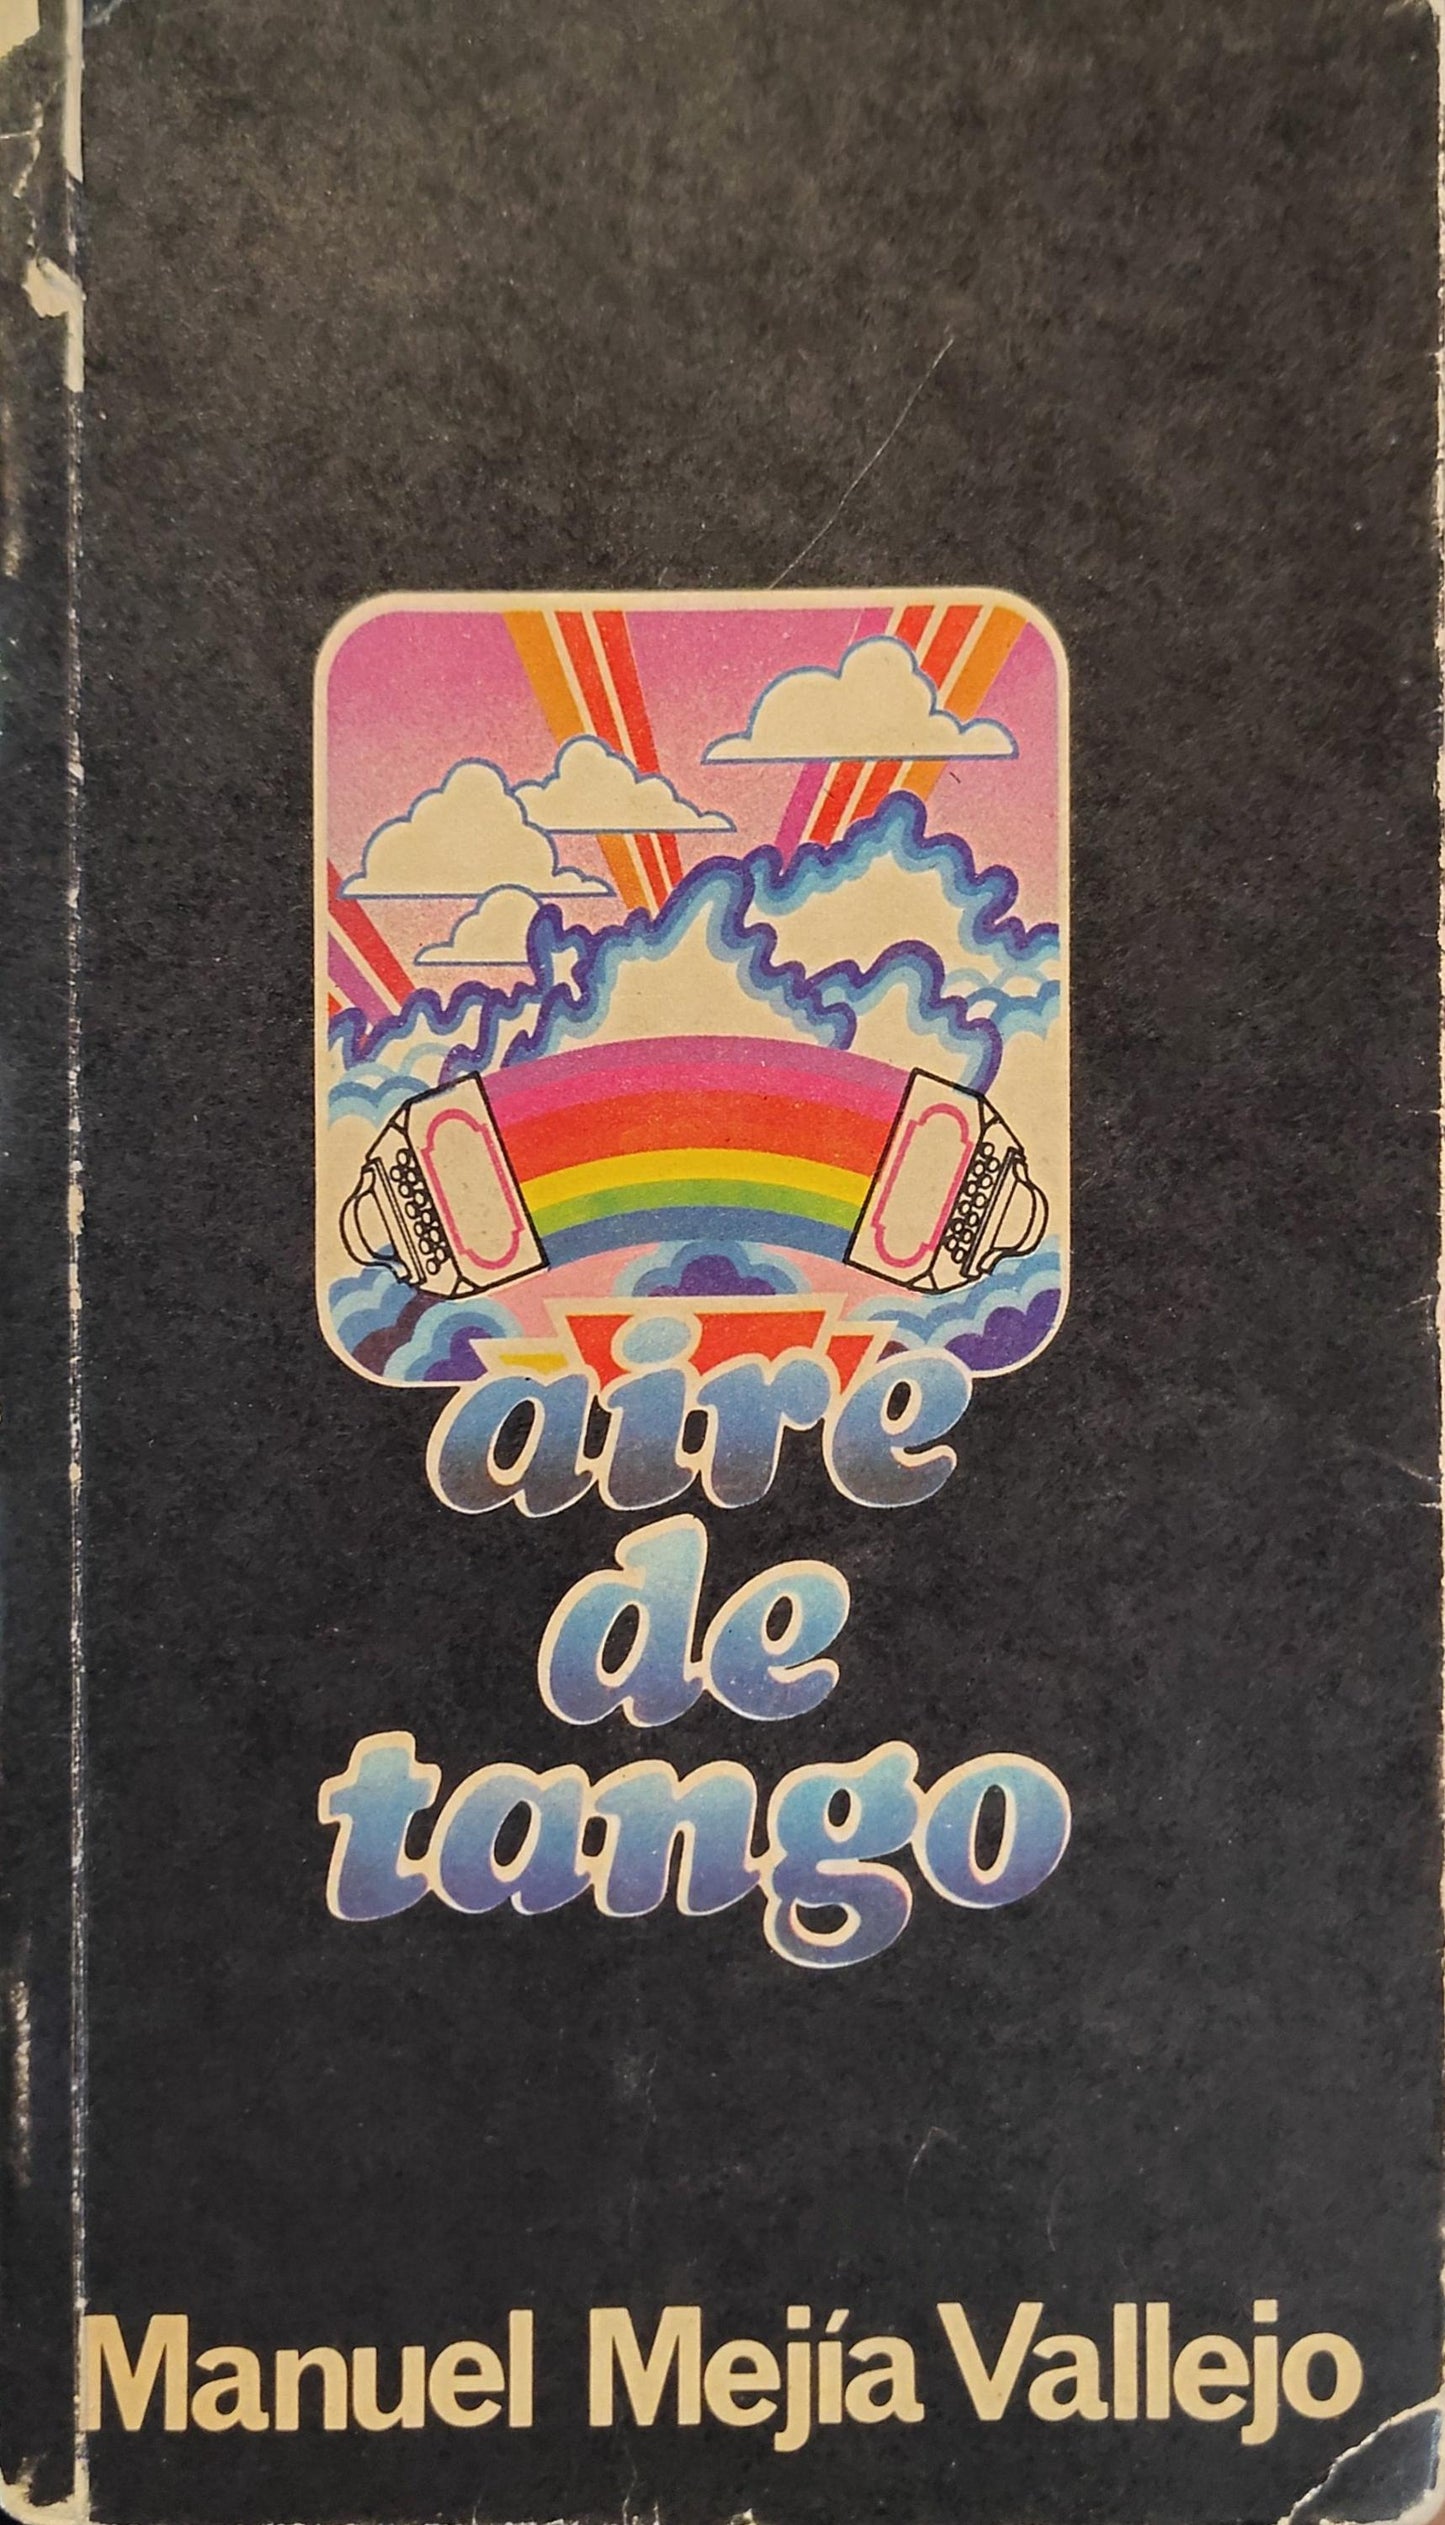 aire
de
tango
Manuel Mejía Vallejo